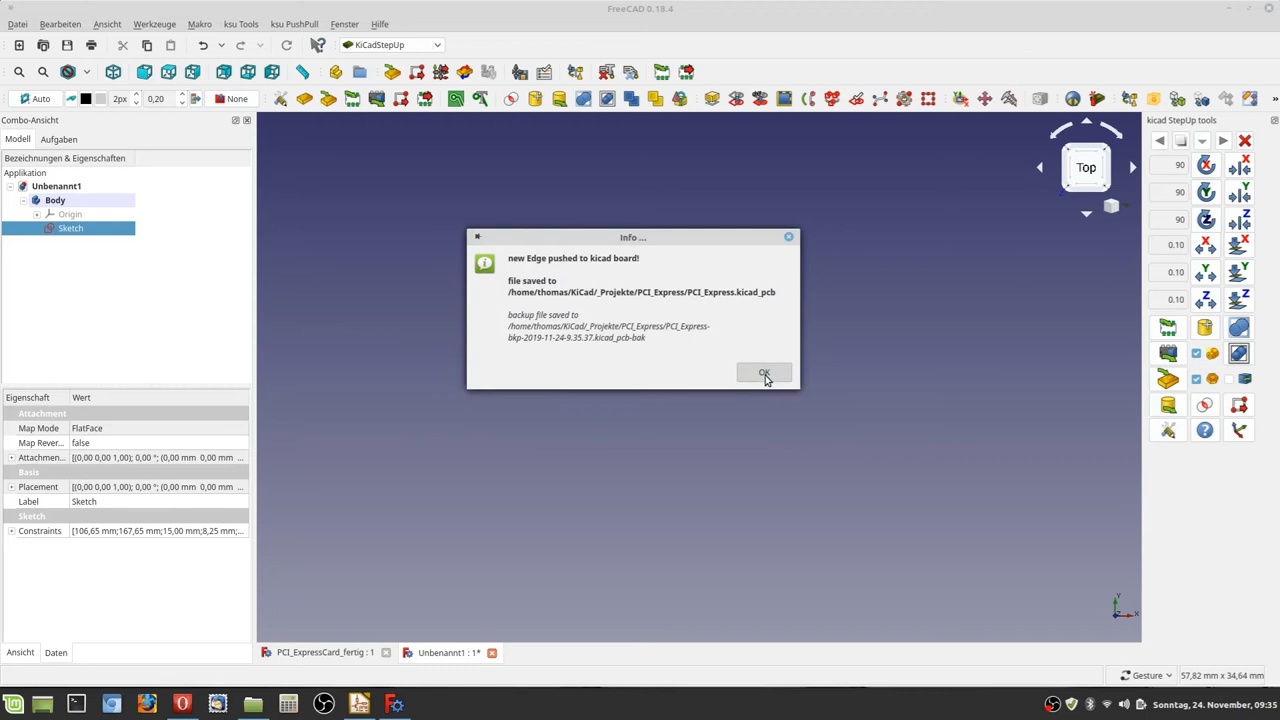 FreeCAD 0.18.4
Datei Bearbeiten Ansicht Werkzeuge Makro ksu Tools ksu PushPull Fenster Hilfe
KiCadStepUp
Auto 2px 0,20 None
Combo-Ansicht
Modell Aufgaben
Bezeichnungen & Eigenschaften
Applikation
Unbenannt1
Body
Origin
Sketch
Eigenschaft Wert
Attachment
Map Mode FlatFace
Map Rever... false
Attachmen... [(0,00 0,00 1,00); 0,00 °; (0,00 mm 0,00 mm ...
Basis
Placement [(0,00 0,00 1,00); 0,00 °; (0,00 mm 0,00 mm ...
Label Sketch
Sketch
Constraints [106,65 mm;167,65 mm;15,00 mm;8,25 mm;...
Ansicht Daten
Top
Info ...
new Edge pushed to kicad board!
file saved to
/home/thomas/KiCad/_Projekte/PCI_Express/PCI_Express.kicad_pcb
backup file saved to
/home/thomas/KiCad/_Projekte/PCI_Express/PCI_Express-
bkp-2019-11-24-9.35.37.kicad_pcb-bak
OK
Y
X
kicad StepUp tools
90 X X
90 Y Y
90 Z Z
0.10 X X
0.10 Y Y
0.10 Z Z
PCI_ExpressCard_fertig : 1
Unbenannt1 : 1*
Gesture 57,82 mm x 34,64 mm
Sonntag, 24. November, 09:35